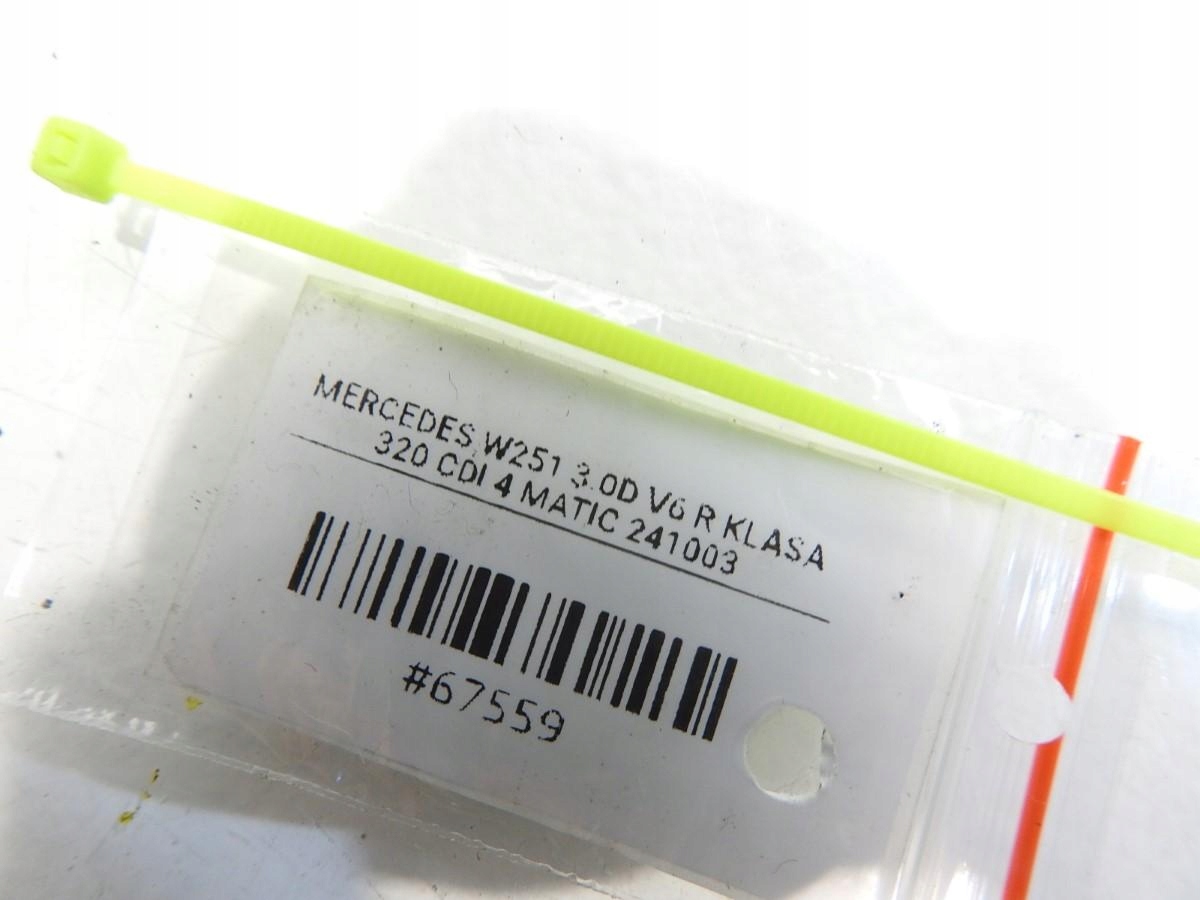 MERCEDES W251 3.0D V6 R KLASA
320 CDI 4 MATIC 241003
#67559